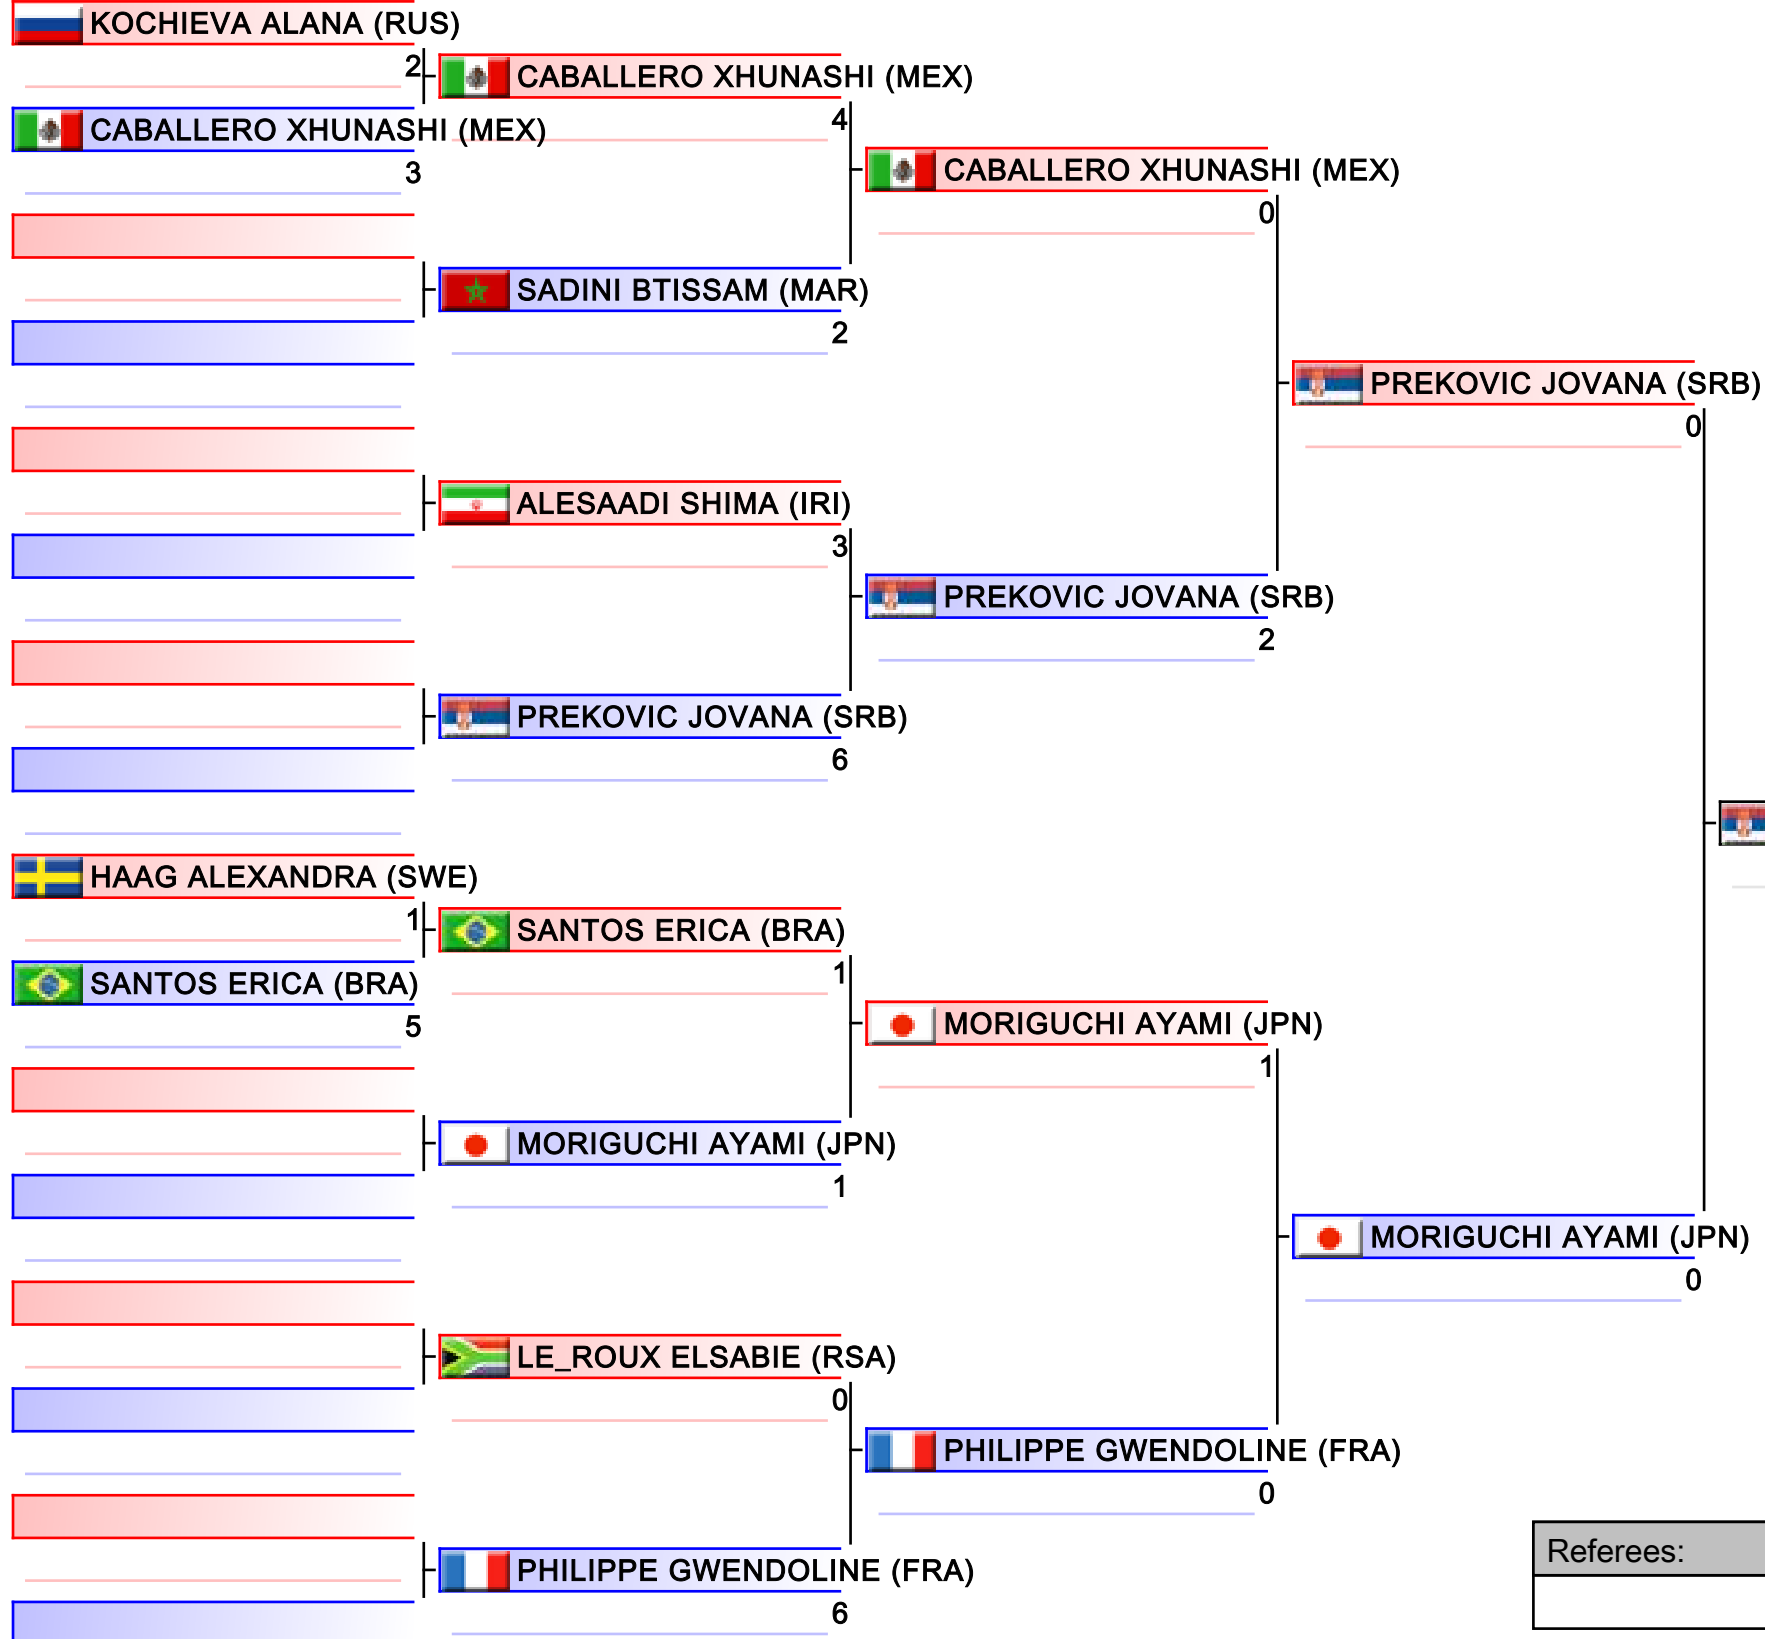 KOCHIEVA ALANA (RUS)
2
CABALLERO XHUNASHI (MEX)
3
CABALLERO XHUNASHI (MEX)
4
SADINI BTISSAM (MAR)
2
CABALLERO XHUNASHI (MEX)
0
ALESAADI SHIMA (IRI)
3
PREKOVIC JOVANA (SRB)
6
PREKOVIC JOVANA (SRB)
2
PREKOVIC JOVANA (SRB)
0
HAAG ALEXANDRA (SWE)
1
SANTOS ERICA (BRA)
5
SANTOS ERICA (BRA)
1
MORIGUCHI AYAMI (JPN)
1
MORIGUCHI AYAMI (JPN)
1
LE_ROUX ELSABIE (RSA)
0
PHILIPPE GWENDOLINE (FRA)
6
PHILIPPE GWENDOLINE (FRA)
0
MORIGUCHI AYAMI (JPN)
0
Referees: